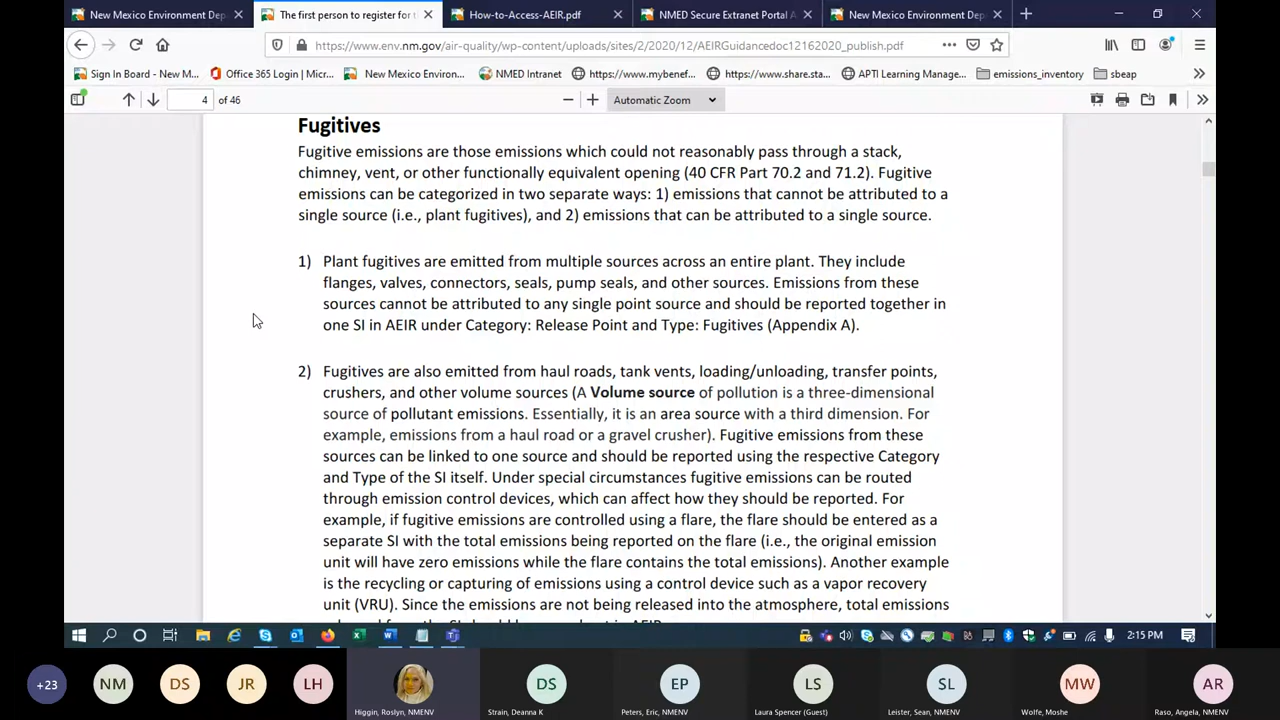 New Mexico Environment Dep
The first person to register for t
How-to-Access-AEIR.pdf
NMED Secure Extranet Portal A
New Mexico Environment Dep
https://www.env.nm.gov/air-quality/wp-content/uploads/sites/2/2020/12/AEIRGuidancedoc12162020_publish.pdf
Sign In Board - New M...
Office 365 Login | Micr...
New Mexico Environ...
NMED Intranet
https://www.mybenef...
https://www.share.sta...
APTI Learning Manage...
emissions_inventory
sbeap
4 of 46
Automatic Zoom
Fugitives
Fugitive emissions are those emissions which could not reasonably pass through a stack,
chimney, vent, or other functionally equivalent opening (40 CFR Part 70.2 and 71.2). Fugitive
emissions can be categorized in two separate ways: 1) emissions that cannot be attributed to a
single source (i.e., plant fugitives), and 2) emissions that can be attributed to a single source.
1) Plant fugitives are emitted from multiple sources across an entire plant. They include
flanges, valves, connectors, seals, pump seals, and other sources. Emissions from these
sources cannot be attributed to any single point source and should be reported together in
one SI in AEIR under Category: Release Point and Type: Fugitives (Appendix A).
2) Fugitives are also emitted from haul roads, tank vents, loading/unloading, transfer points,
crushers, and other volume sources (A Volume source of pollution is a three-dimensional
source of pollutant emissions. Essentially, it is an area source with a third dimension. For
example, emissions from a haul road or a gravel crusher). Fugitive emissions from these
sources can be linked to one source and should be reported using the respective Category
and Type of the SI itself. Under special circumstances fugitive emissions can be routed
through emission control devices, which can affect how they should be reported. For
example, if fugitive emissions are controlled using a flare, the flare should be entered as a
separate SI with the total emissions being reported on the flare (i.e., the original emission
unit will have zero emissions while the flare contains the total emissions). Another example
is the recycling or capturing of emissions using a control device such as a vapor recovery
unit (VRU). Since the emissions are not being released into the atmosphere, total emissions
2:15 PM
+23
NM
DS
JR
LH
DS
EP
LS
SL
MW
AR
Higgin, Roslyn, NMENV
Strain, Deanna K
Peters, Eric, NMENV
Laura Spencer (Guest)
Leister, Sean, NMENV
Wolfe, Moshe
Raso, Angela, NMENV